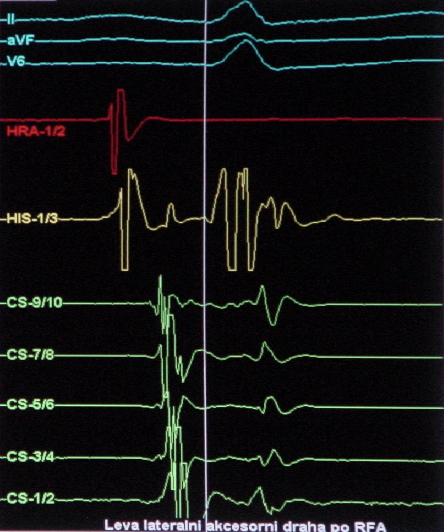 II
aVF
V6
HRA-1/2
HIS-1/3
CS-9/10
CS-7/8
CS-5/6
CS-3/4
CS-1/2
Leva lateralni akcesorni draha po RFA